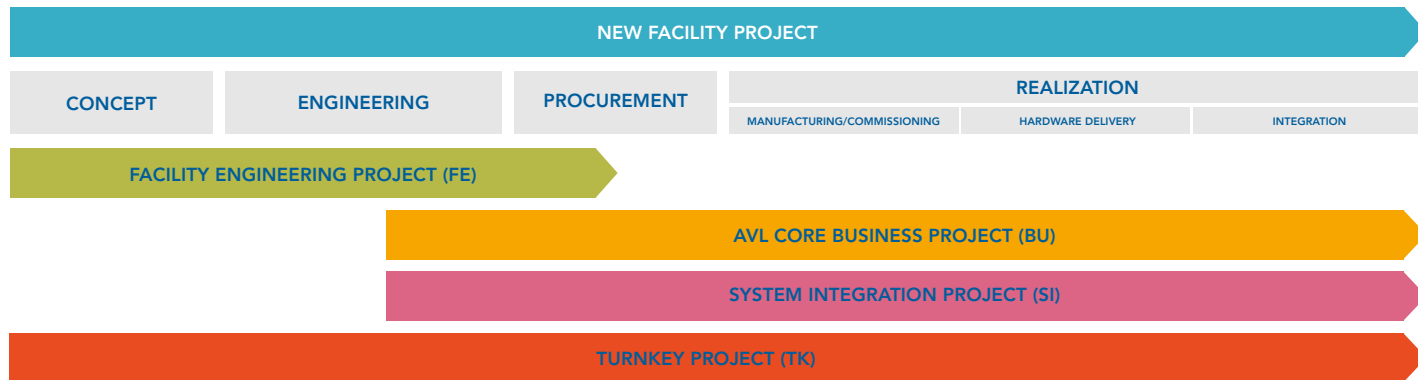 NEW FACILITY PROJECT
CONCEPT
ENGINEERING
PROCUREMENT
REALIZATION
MANUFACTURING/COMMISSIONING
HARDWARE DELIVERY
INTEGRATION
FACILITY ENGINEERING PROJECT (FE)
AVL CORE BUSINESS PROJECT (BU)
SYSTEM INTEGRATION PROJECT (SI)
TURNKEY PROJECT (TK)